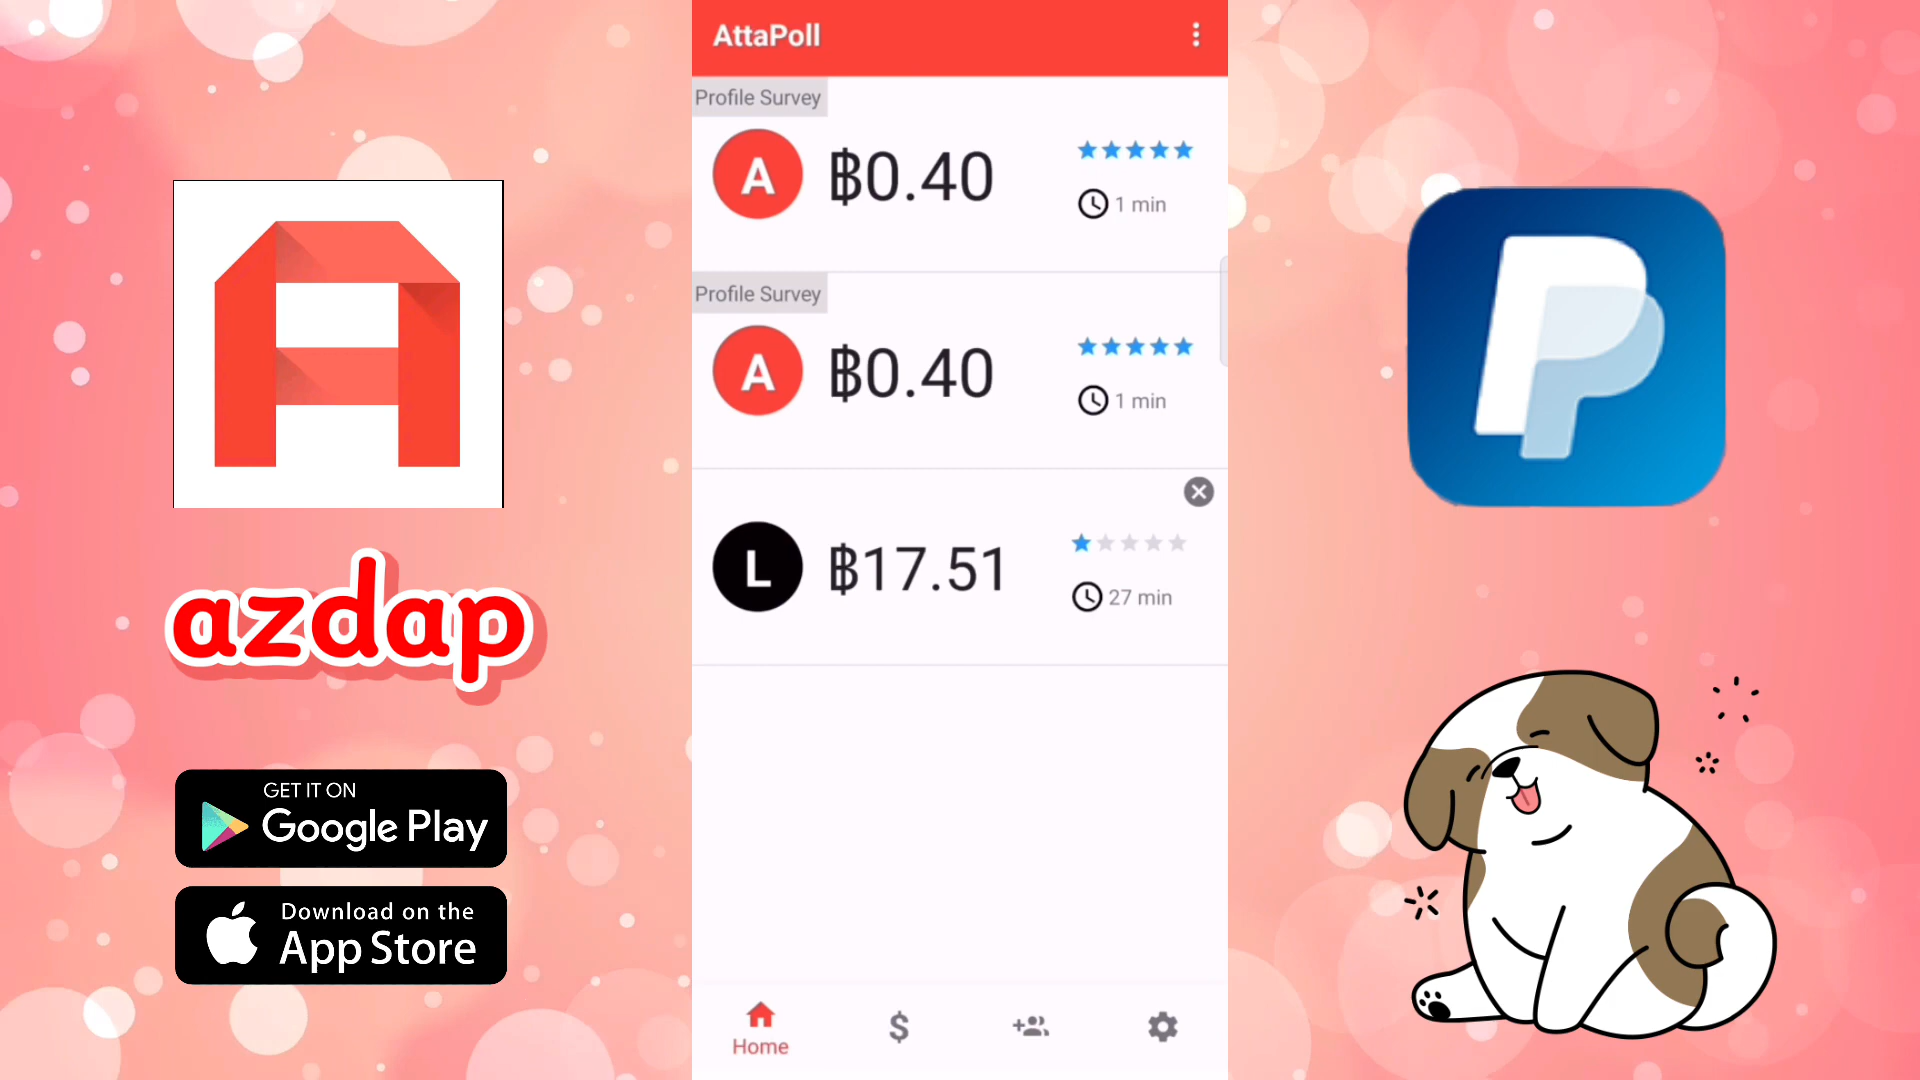 azdap
GET IT ON
Google Play
Download on the
App Store
AttaPoll
Profile Survey
A
฿0.40
1 min
Profile Survey
A
฿0.40
1 min
L
฿17.51
27 min
Home